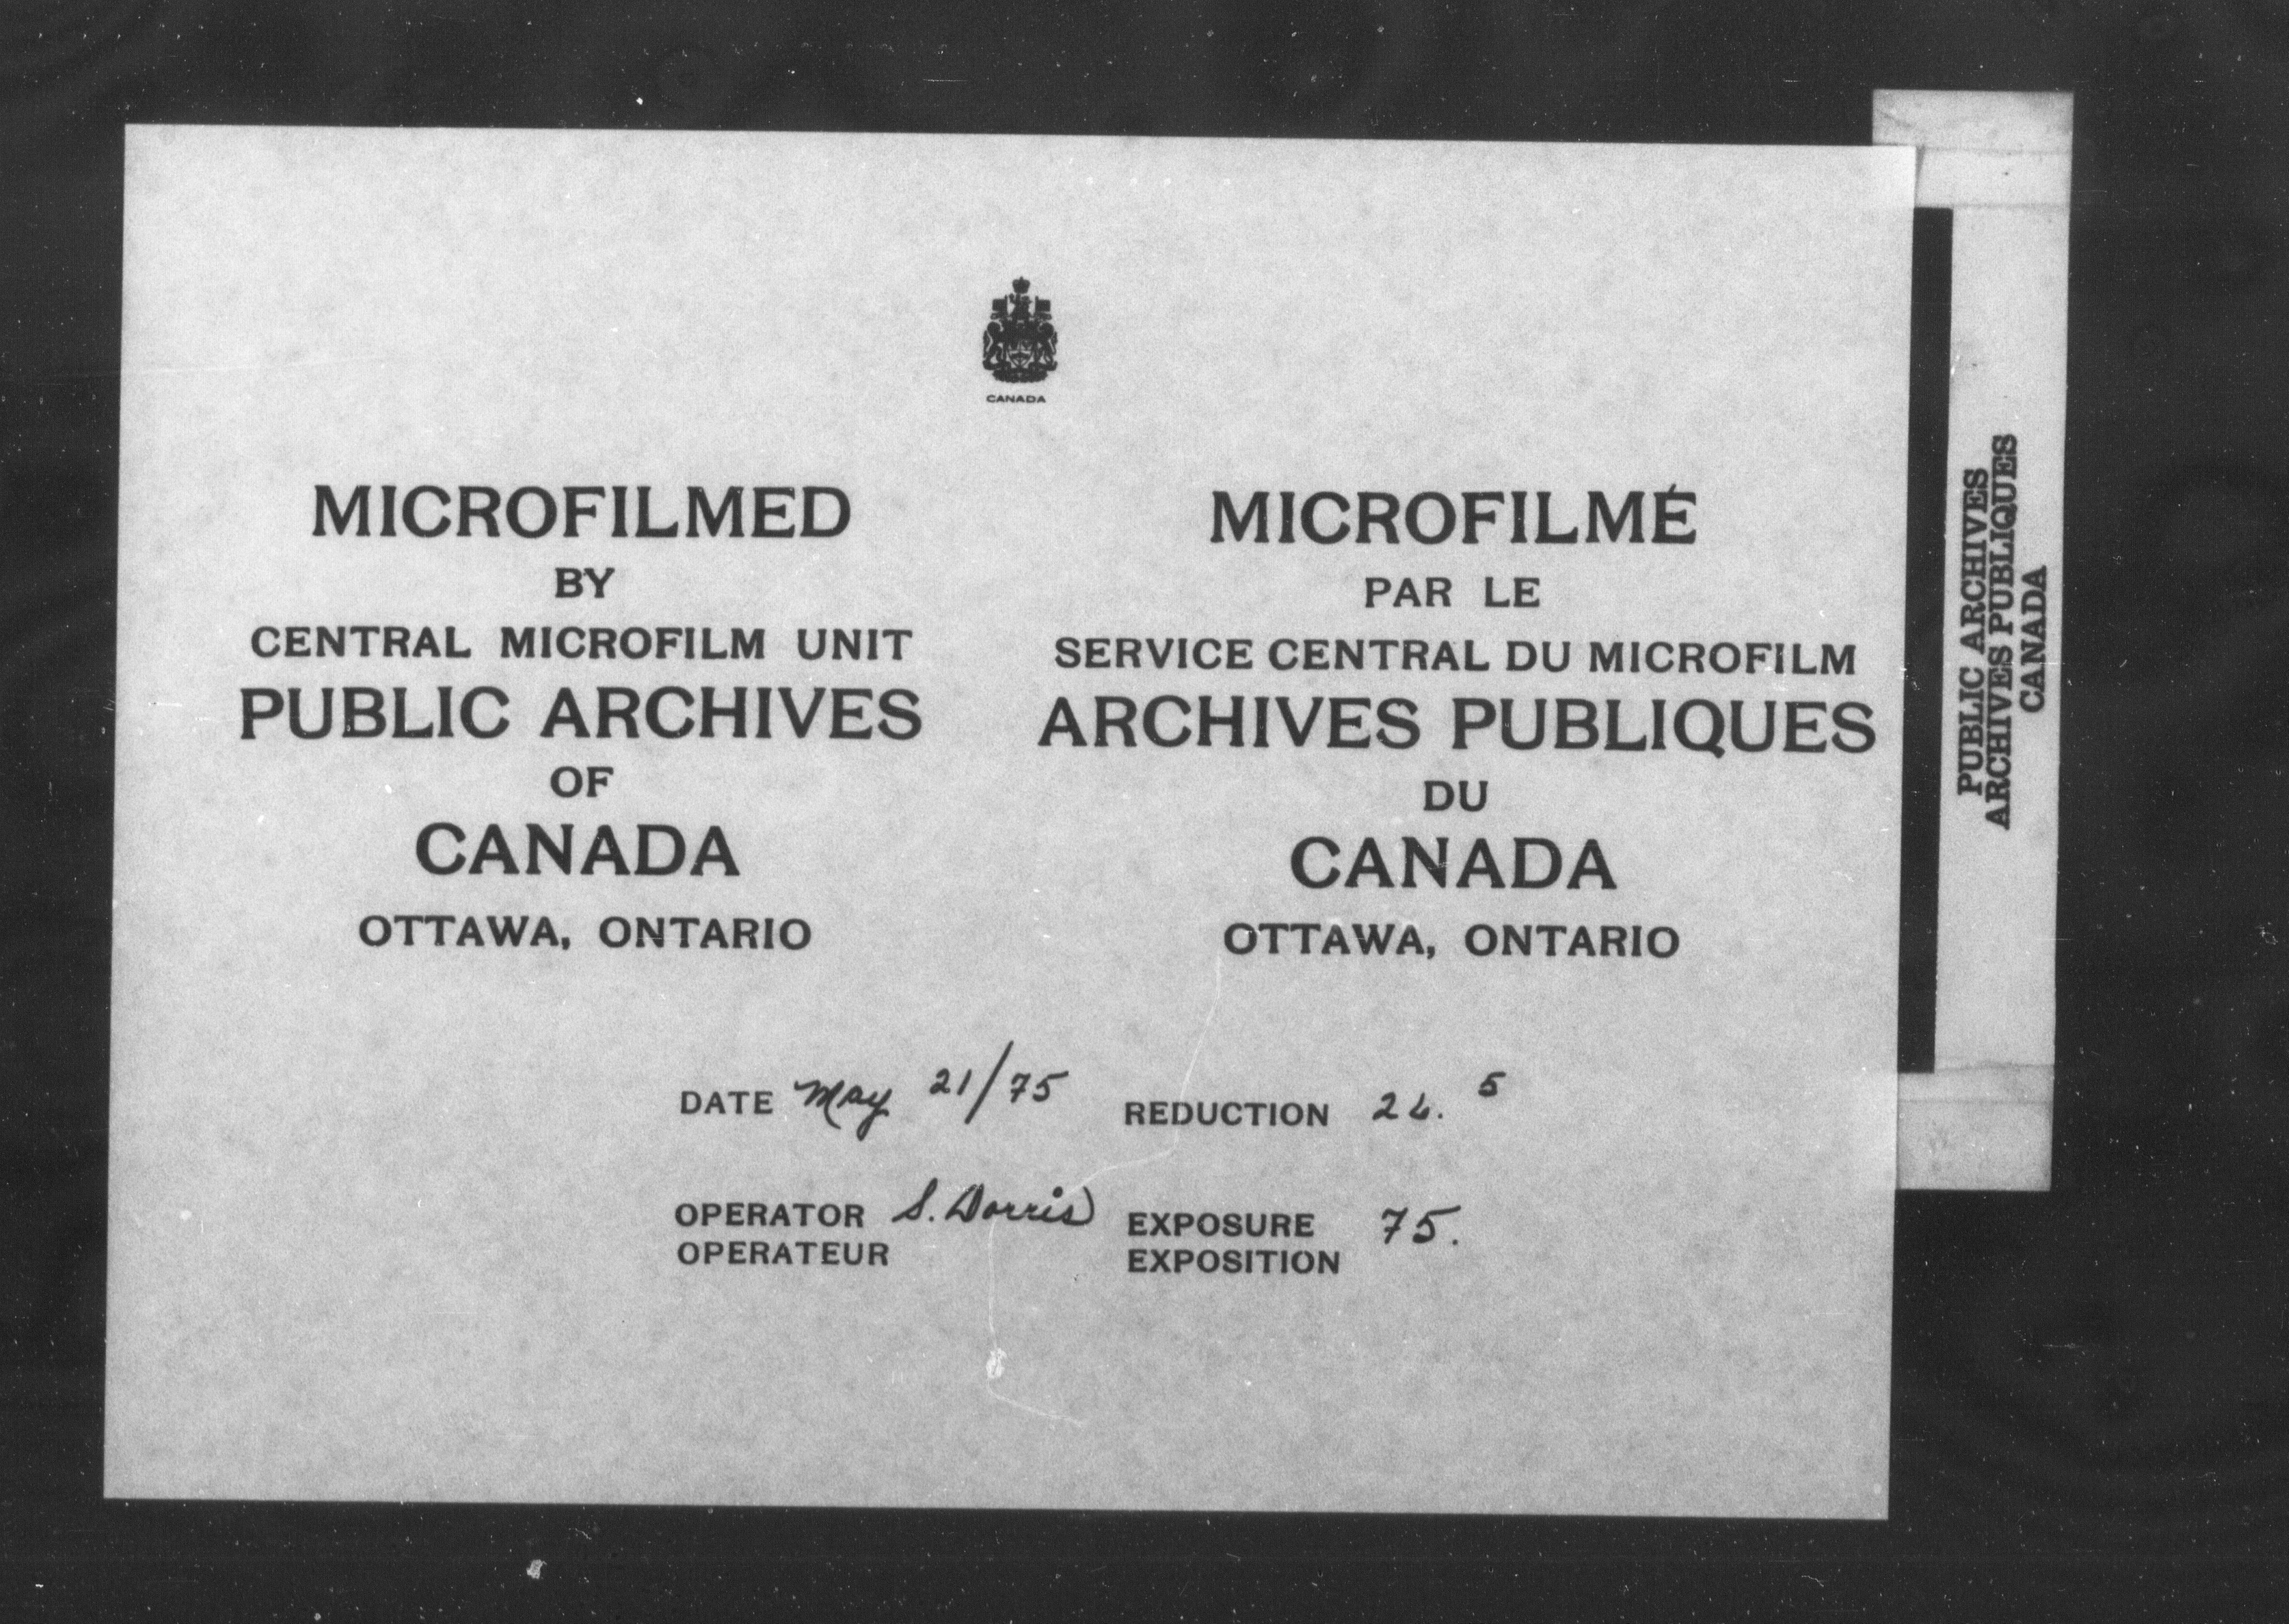 CANADA
MICROFILMED
BY
CENTRAL MICROFILM UNIT
PUBLIC ARCHIVES
OF
CANADA
OTTAWA, ONTARIO
MICROFILMÉ
PAR LE
SERVICE CENTRAL DU MICROFILM
ARCHIVES PUBLIQUES
DU
CANADA
OTTAWA, ONTARIO
DATE May 21/75
REDUCTION 26. 5
OPERATOR S. Dorris
OPERATEUR
EXPOSURE 75.
EXPOSITION
PUBLIC ARCHIVES
ARCHIVES PUBLIQUES
CANADA